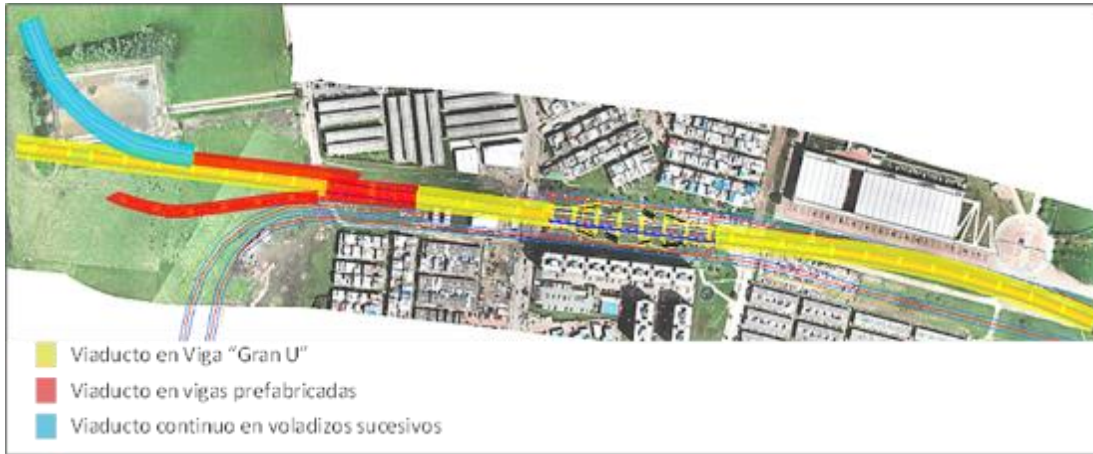 Viaducto en Viga "Gran U"
Viaducto en vigas prefabricadas
Viaducto continuo en voladizos sucesivos